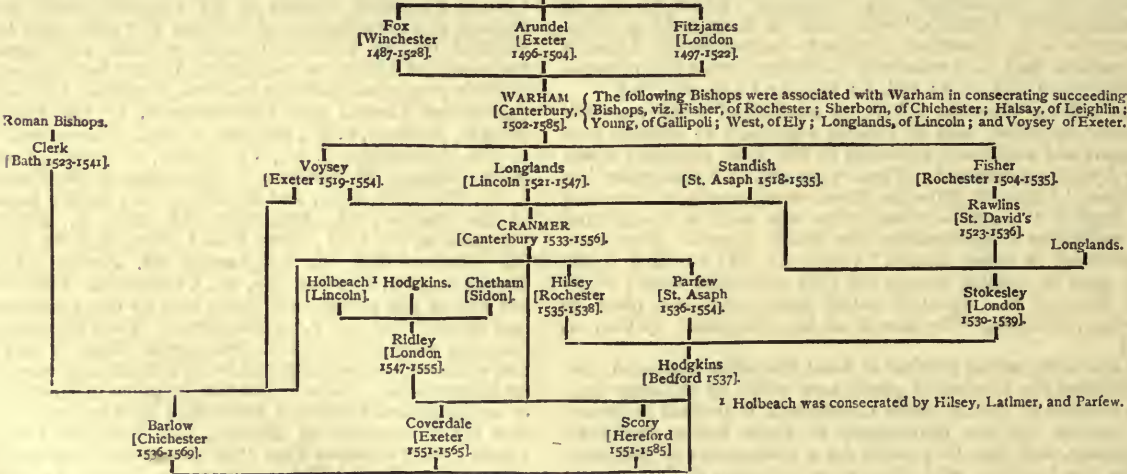 Fox
[Winchester
1487-1528].
Arundel
[Exeter
1496-1504].
Fitzjames
[London
1497-1522].
WARHAM
[Canterbury,
1502-1585].
The following Bishops were associated with Warham in consecrating succeeding
Bishops, viz. Fisher, of Rochester; Sherborn, of Chichester; Halsay, of Leighlin;
Young, of Gallipoli; West, of Ely; Longlands, of Lincoln; and Voysey of Exeter.
Roman Bishops.
Clerk
[Bath 1523-1541].
Voysey
[Exeter 1519-1554].
Longlands
[Lincoln 1521-1547].
Standish
[St. Asaph 1518-1535].
Fisher
[Rochester 1504-1535].
Rawlins
[St. David's
1523-1536].
Longlands.
CRANMER
[Canterbury 1533-1556].
Holbeach ¹
[Lincoln].
Hodgkins.
Chetham
[Sidon].
Hilsey
[Rochester
1535-1538].
Parfew
[St. Asaph
1536-1554].
Stokesley
[London
1530-1539].
Ridley
[London
1547-1555].
Hodgkins
[Bedford 1537].
¹ Holbeach was consecrated by Hilsey, Latimer, and Parfew.
Barlow
[Chichester
1536-1569].
Coverdale
[Exeter
1551-1565].
Scory
[Hereford
1551-1585]